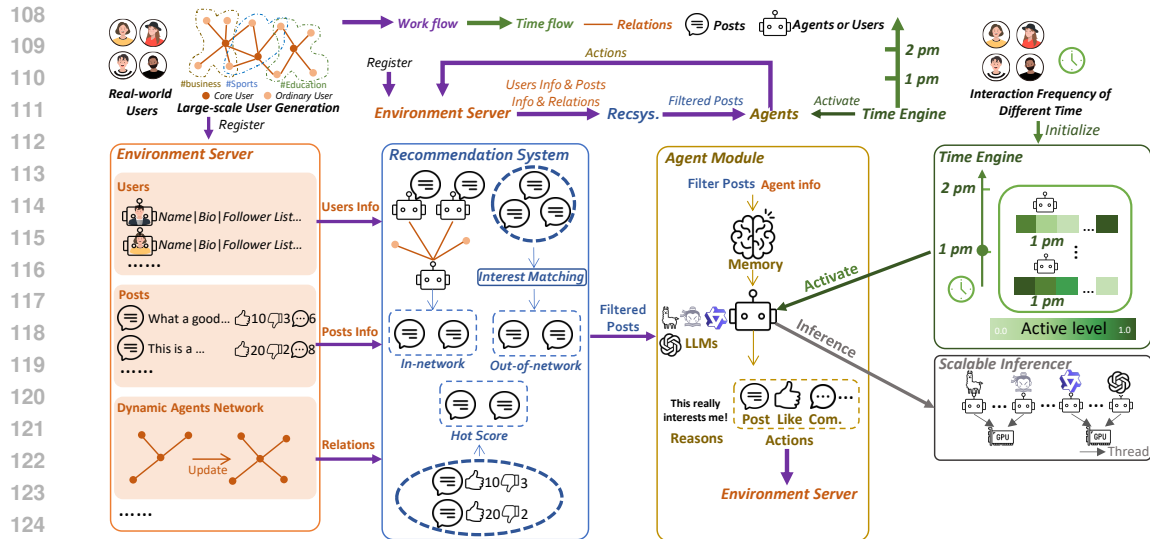 108
109
110
111
112
113
114
115
116
117
118
119
120
121
122
123
124
Work flow
Time flow
Relations
Posts
Agents or Users
Real-world
Users
#business #Sports
#Education
Core User
Ordinary User
Large-scale User Generation
Register
Register
Actions
Environment Server
Users Info & Posts
Info & Relations
Recsys.
Filtered Posts
Agents
Activate
Time Engine
2 pm
1 pm
Interaction Frequency of
Different Time
Initialize
Environment Server
Users
Name|Bio|Follower List...
Name|Bio|Follower List...
......
Posts
What a good... 10 3 6
This is a ... 20 2 8
......
Dynamic Agents Network
Update
......
Users Info
Posts Info
Relations
Recommendation System
Interest Matching
In-network
Out-of-network
Hot Score
10 3
20 2
Filtered
Posts
Agent Module
Filter Posts
Agent info
Memory
LLMs
This really
interests me!
Reasons
...
Post Like Com.
Actions
Environment Server
Activate
Inference
Time Engine
2 pm
1 pm
...
1 pm
...
...
1 pm
0.0 Active level 1.0
Scalable Inferencer
... ... ...
GPU
GPU
Thread